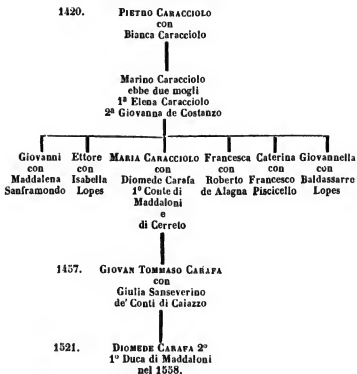 1420. PIETRO CARACCIOLO
con
Bianca Caracciolo
Marino Caracciolo
ebbe due mogli
1ª Elena Caracciolo
2ª Giovanna de Costanzo
Giovanni Ettore MARIA CARACCIOLO Francesca Caterina Giovannella
con con con con con con
Maddalena Isabella Diomede Carafa Roberto Francesco Baldassarre
Sanframondo Lopes 1º Conte di de Alagna Piscicello Lopes
Maddaloni
e
di Cerreto
1457. GIOVAN TOMMASO CARAFA
con
Giulia Sanseverino
de' Conti di Caiazzo
1521. DIOMEDE CARAFA 2º
1º Duca di Maddaloni
nel 1558.